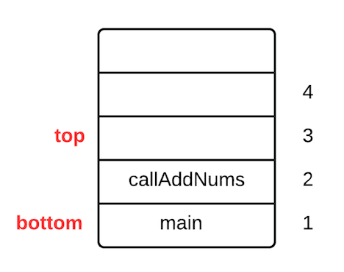 4
top 3
callAddNums 2
bottom main 1